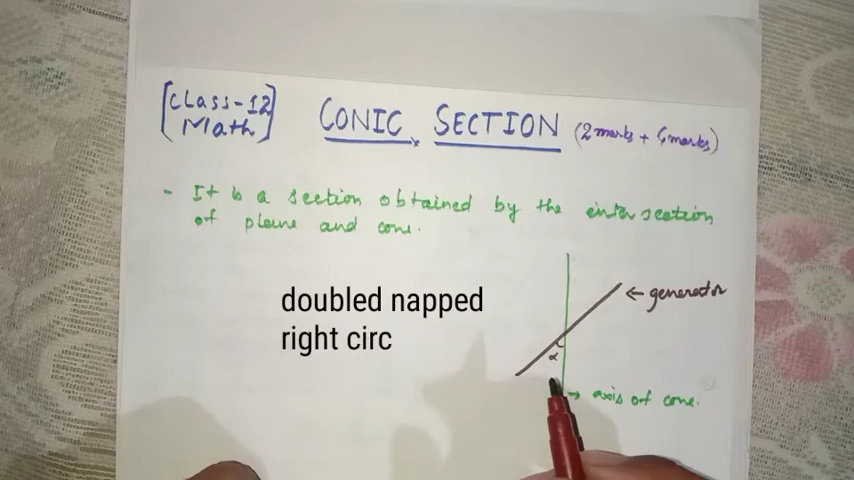 [Class-12 Math]
CONIC SECTION (2 marks + 4 marks)
- It is a section obtained by the intersection
of plane and cone.
doubled napped
right circ
← generator
α
→ axis of cone.